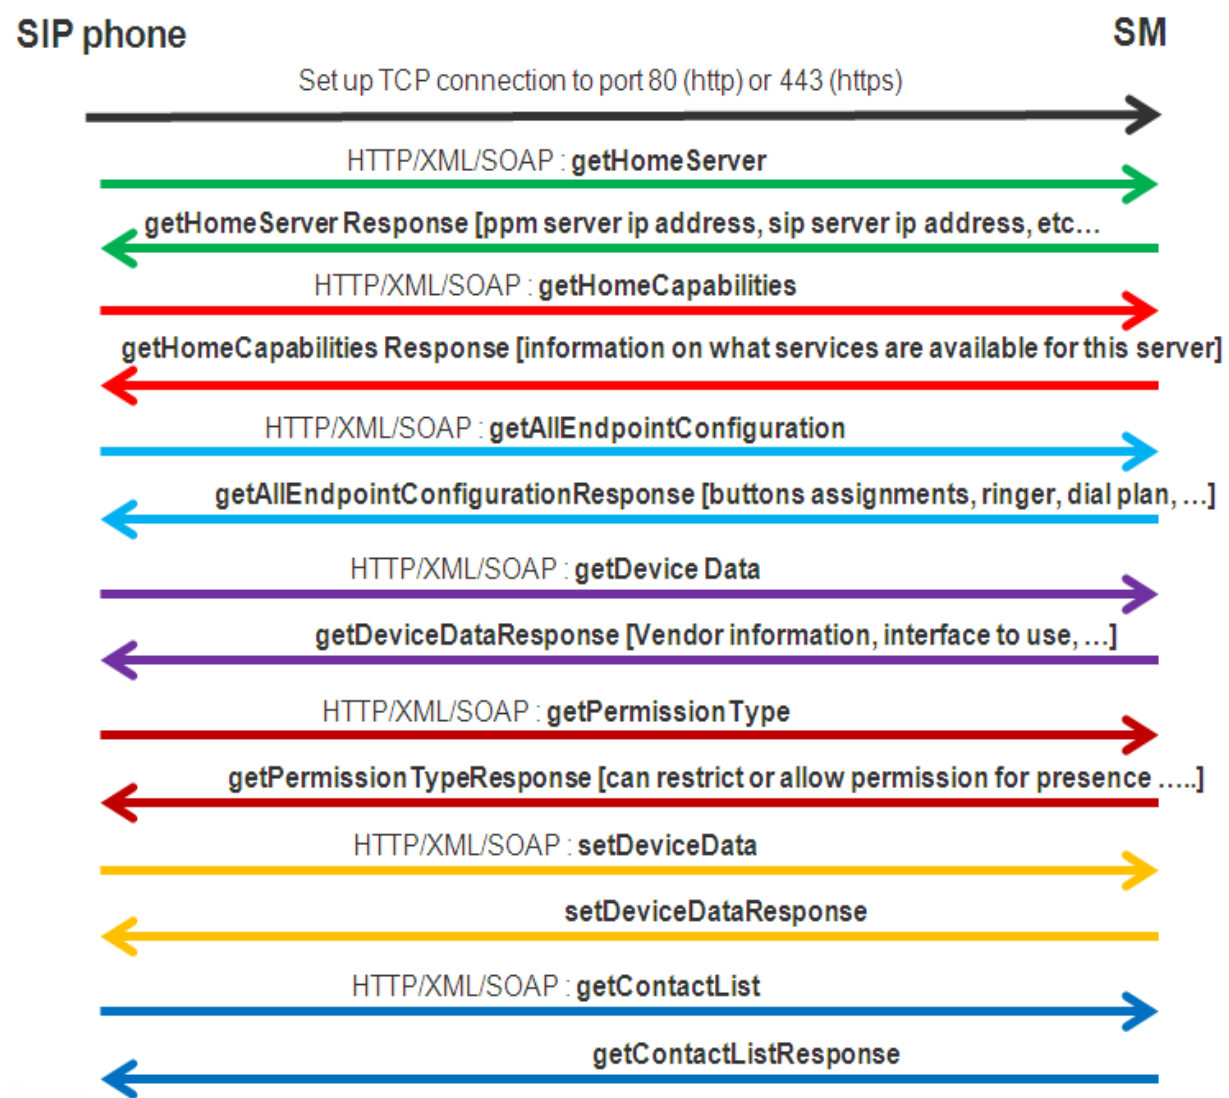 SIP phone
SM
Set up TCP connection to port 80 (http) or 443 (https)
HTTP/XML/SOAP : getHomeServer
getHomeServer Response [ppm server ip address, sip server ip address, etc…
HTTP/XML/SOAP : getHomeCapabilities
getHomeCapabilities Response [information on what services are available for this server]
HTTP/XML/SOAP : getAllEndpointConfiguration
getAllEndpointConfigurationResponse [buttons assignments, ringer, dial plan, …]
HTTP/XML/SOAP : getDevice Data
getDeviceDataResponse [Vendor information, interface to use, …]
HTTP/XML/SOAP : getPermissionType
getPermissionTypeResponse [can restrict or allow permission for presence …..]
HTTP/XML/SOAP : setDeviceData
setDeviceDataResponse
HTTP/XML/SOAP : getContactList
getContactListResponse